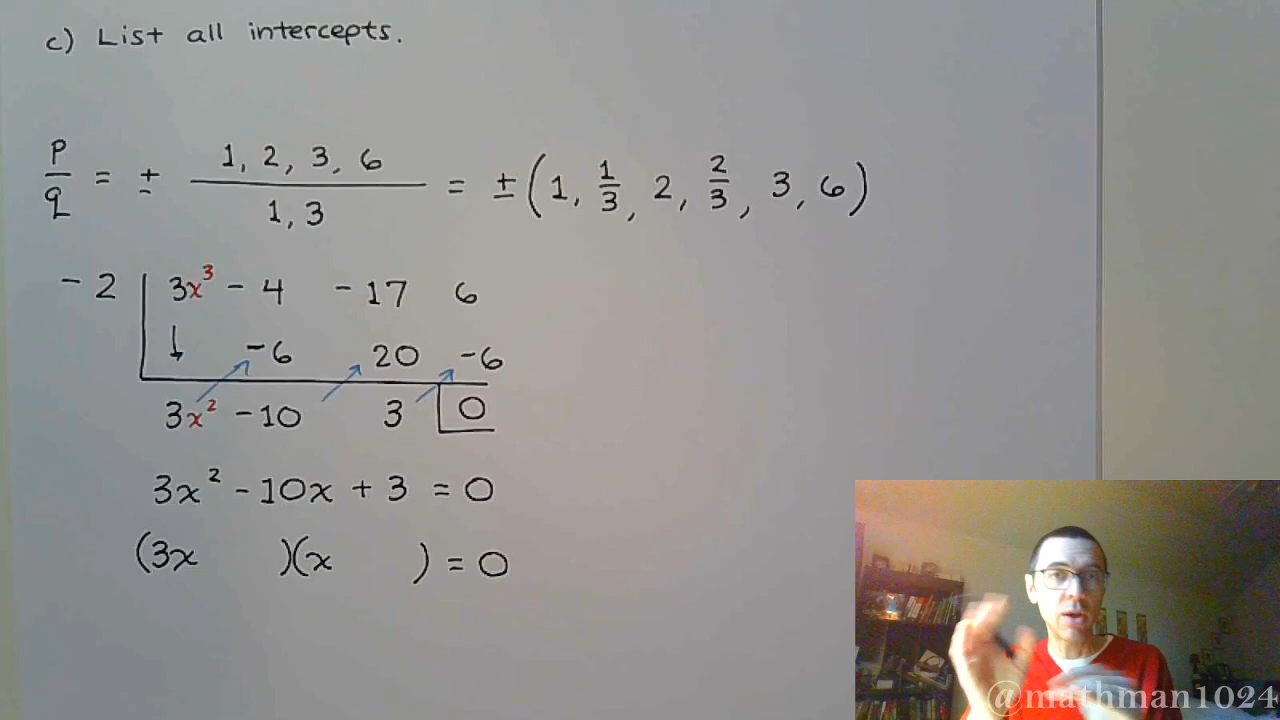 c) List all intercepts.
p/q = ± 1, 2, 3, 6 / 1, 3 = ± (1, 1/3, 2, 2/3, 3, 6)
-2 | 3x³ - 4 - 17 6
↓ -6 20 -6
3x² - 10 3 0
3x² - 10x + 3 = 0
(3x )(x ) = 0
@mathman1024